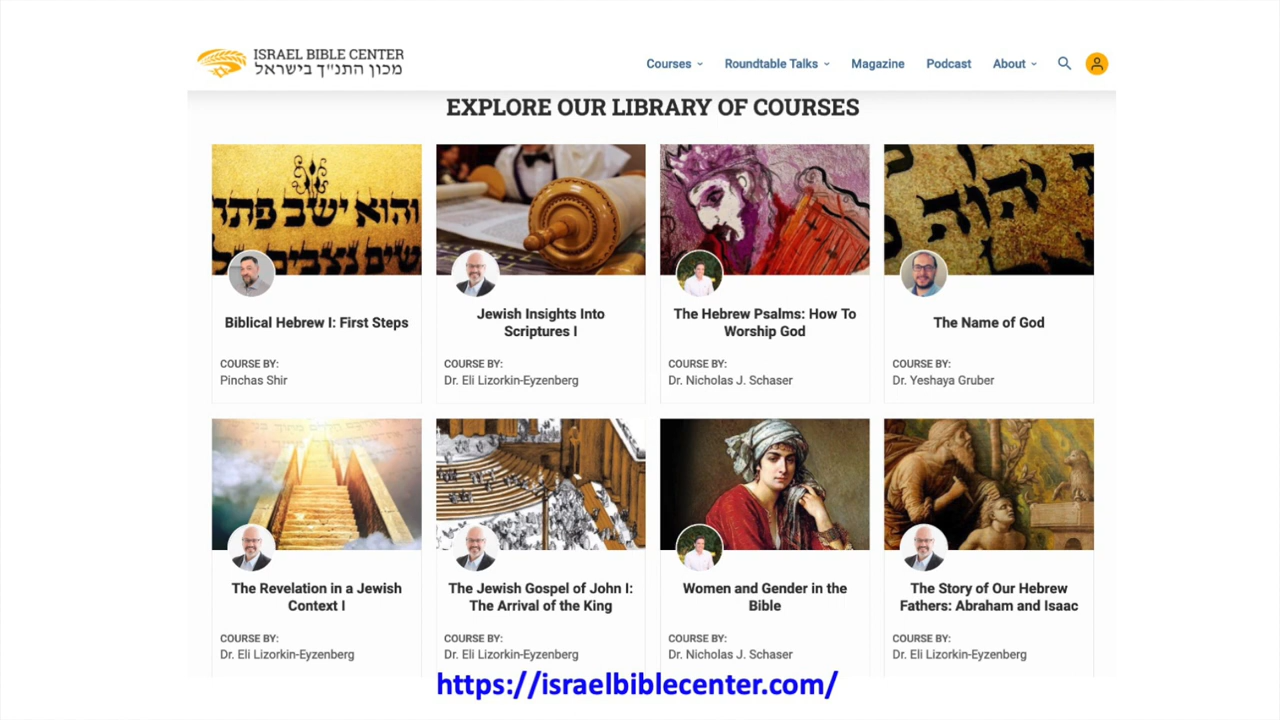 ISRAEL BIBLE CENTER
מכון התנ"ך בישראל
Courses
Roundtable Talks
Magazine
Podcast
About
EXPLORE OUR LIBRARY OF COURSES
והוא ישב פתח
יהוה
Biblical Hebrew I: First Steps
COURSE BY:
Pinchas Shir
Jewish Insights Into
Scriptures I
COURSE BY:
Dr. Eli Lizorkin-Eyzenberg
The Hebrew Psalms: How To
Worship God
COURSE BY:
Dr. Nicholas J. Schaser
The Name of God
COURSE BY:
Dr. Yeshaya Gruber
The Revelation in a Jewish
Context I
COURSE BY:
Dr. Eli Lizorkin-Eyzenberg
The Jewish Gospel of John I:
The Arrival of the King
COURSE BY:
Dr. Eli Lizorkin-Eyzenberg
Women and Gender in the
Bible
COURSE BY:
Dr. Nicholas J. Schaser
The Story of Our Hebrew
Fathers: Abraham and Isaac
COURSE BY:
Dr. Eli Lizorkin-Eyzenberg
https://israelbiblecenter.com/